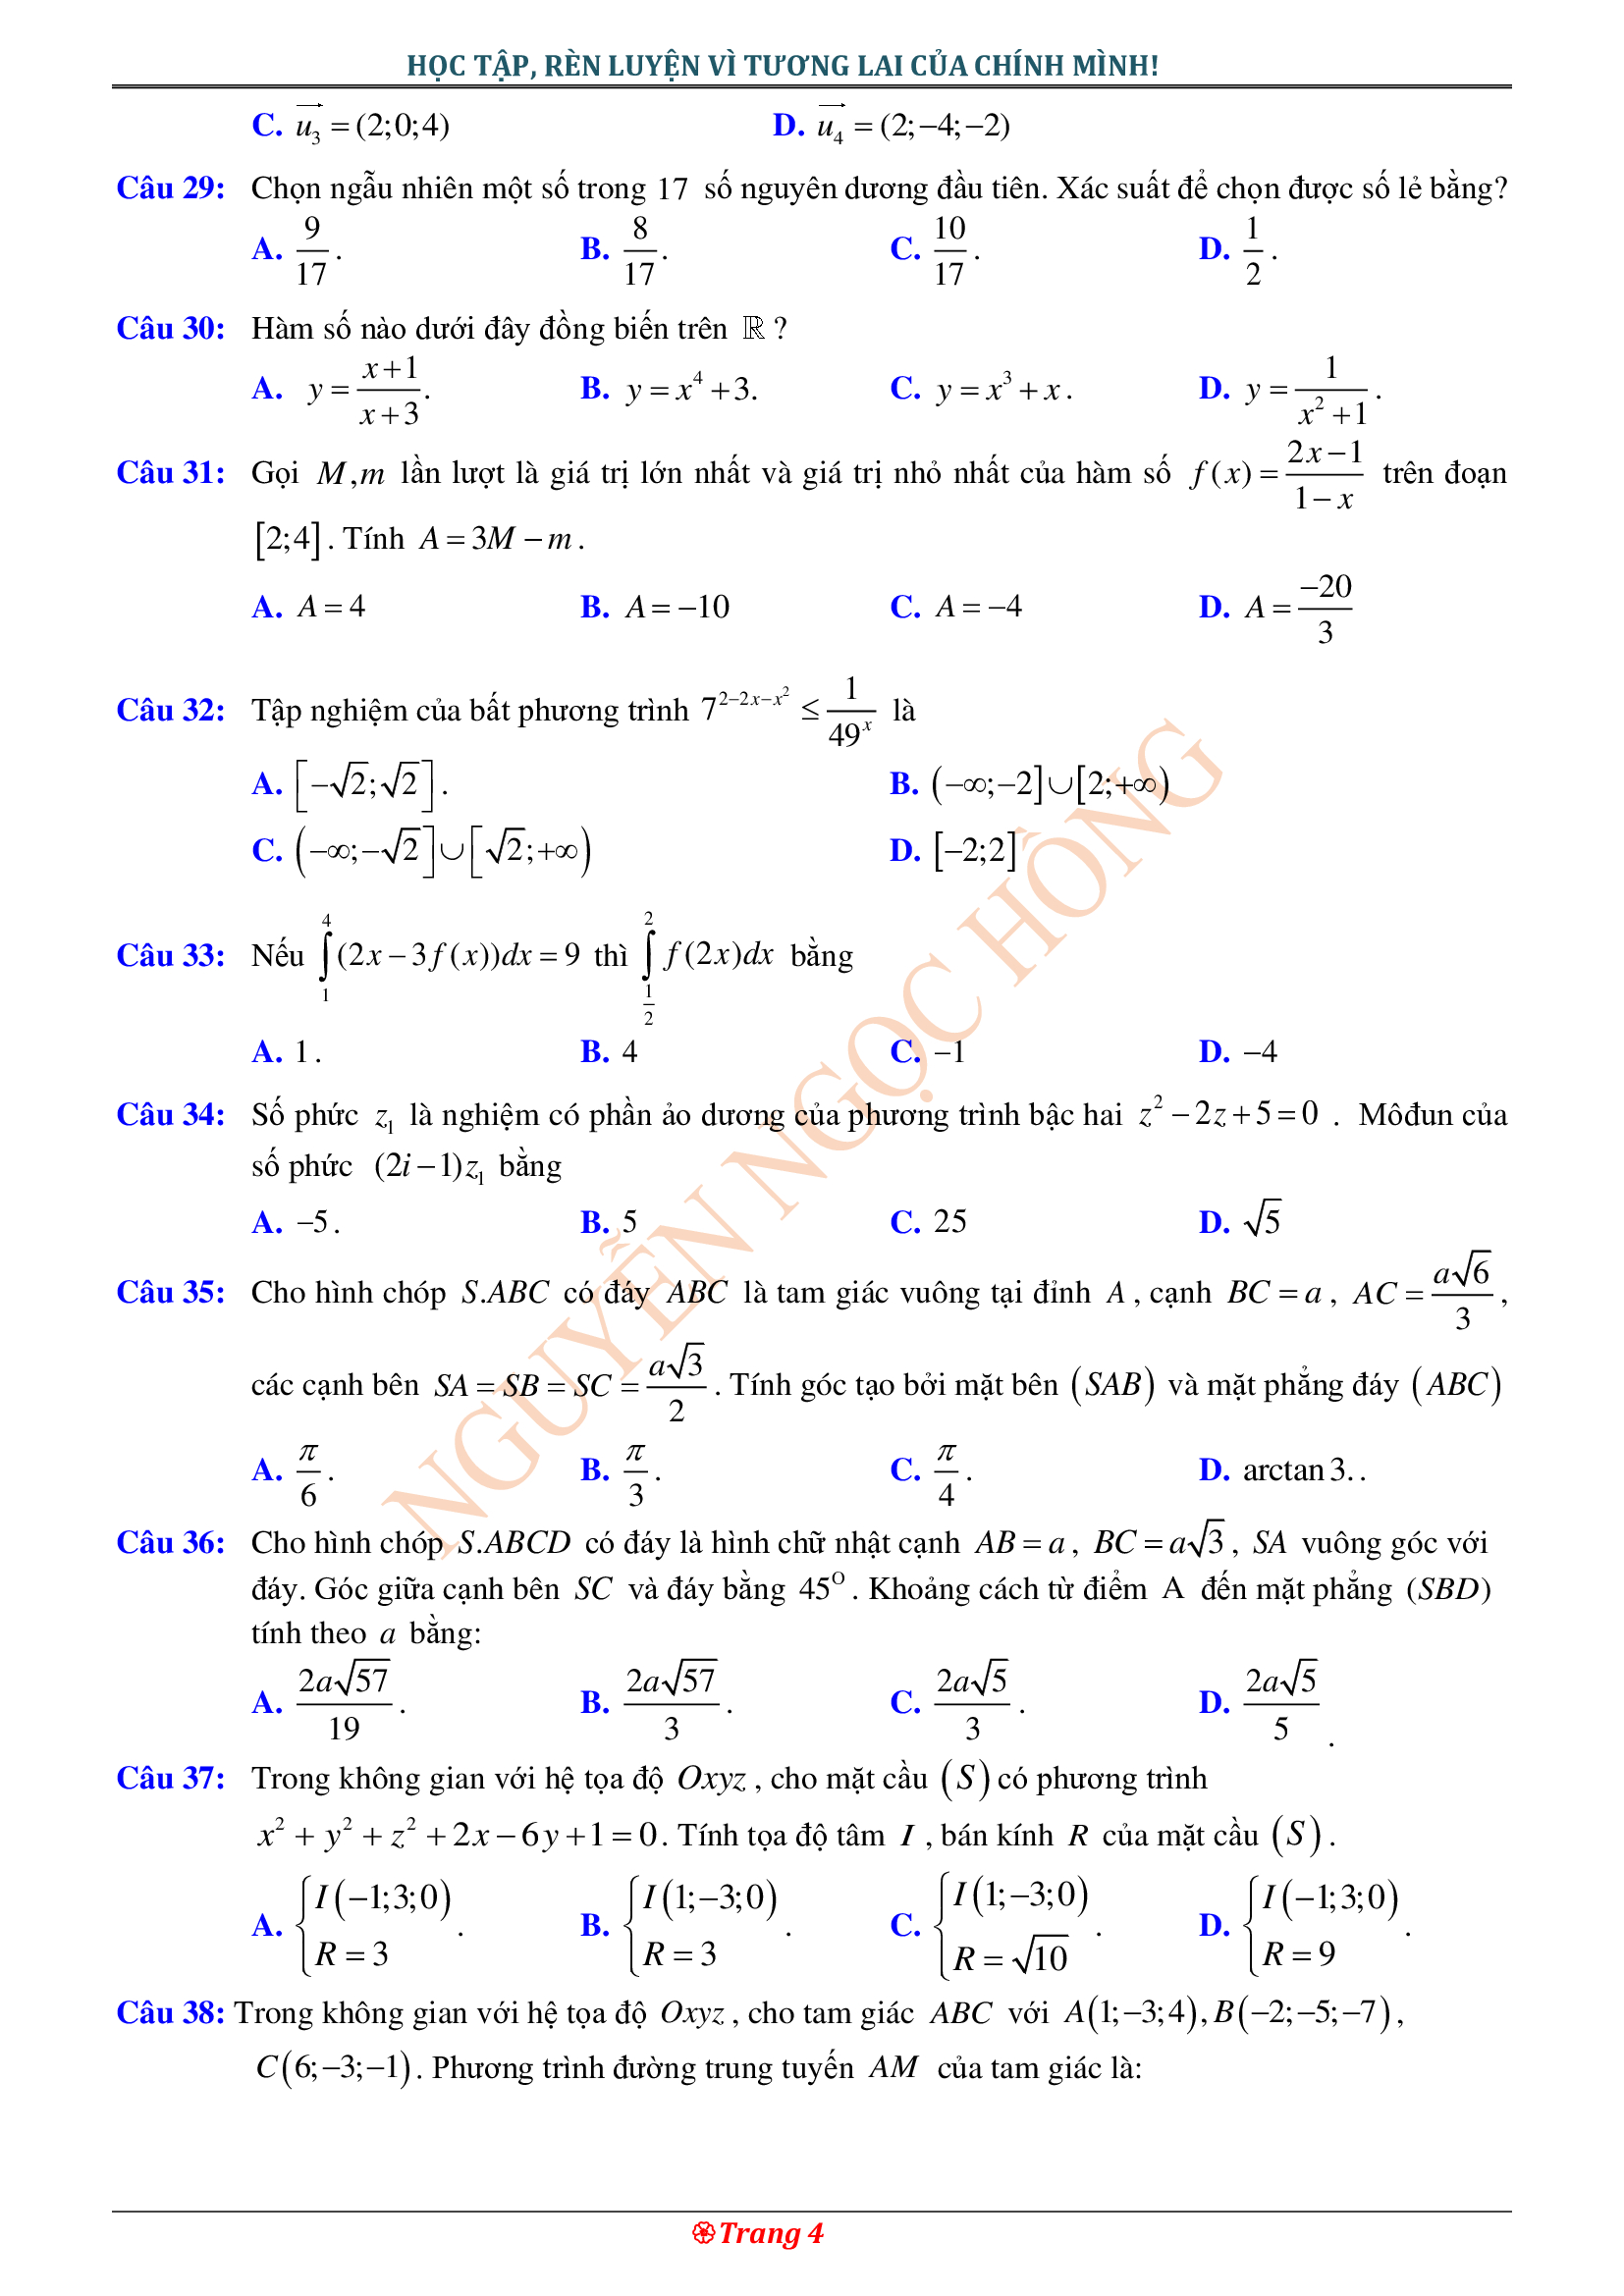 HỌC TẬP, RÈN LUYỆN VÌ TƯƠNG LAI CỦA CHÍNH MÌNH!
C. $\overrightarrow{u_3} = (2;0;4)$ D. $\overrightarrow{u_4} = (2;-4;-2)$
Câu 29: Chọn ngẫu nhiên một số trong 17 số nguyên dương đầu tiên. Xác suất để chọn được số lẻ bằng?
A. $\frac{9}{17}$. B. $\frac{8}{17}$. C. $\frac{10}{17}$. D. $\frac{1}{2}$.
Câu 30: Hàm số nào dưới đây đồng biến trên ℝ ?
A. $y = \frac{x+1}{x+3}$. B. $y = x^4 + 3$. C. $y = x^3 + x$. D. $y = \frac{1}{x^2+1}$.
Câu 31: Gọi $M,m$ lần lượt là giá trị lớn nhất và giá trị nhỏ nhất của hàm số $f(x) = \frac{2x-1}{1-x}$ trên đoạn
$[2;4]$. Tính $A = 3M - m$.
A. $A = 4$ B. $A = -10$ C. $A = -4$ D. $A = \frac{-20}{3}$
Câu 32: Tập nghiệm của bất phương trình $7^{2-2x-x^2} \le \frac{1}{49^x}$ là
A. $[-\sqrt{2};\sqrt{2}]$. B. $(-\infty;-2] \cup [2;+\infty)$
C. $(-\infty;-\sqrt{2}] \cup [\sqrt{2};+\infty)$ D. $[-2;2]$
Câu 33: Nếu $\int_1^4 (2x - 3f(x))dx = 9$ thì $\int_{\frac{1}{2}}^2 f(2x)dx$ bằng
A. 1. B. 4 C. −1 D. −4
Câu 34: Số phức $z_1$ là nghiệm có phần ảo dương của phương trình bậc hai $z^2 - 2z + 5 = 0$ . Môđun của
số phức $(2i-1)z_1$ bằng
A. −5. B. 5 C. 25 D. $\sqrt{5}$
Câu 35: Cho hình chóp $S.ABC$ có đáy $ABC$ là tam giác vuông tại đỉnh $A$ , cạnh $BC = a$ , $AC = \frac{a\sqrt{6}}{3}$,
các cạnh bên $SA = SB = SC = \frac{a\sqrt{3}}{2}$. Tính góc tạo bởi mặt bên $(SAB)$ và mặt phẳng đáy $(ABC)$
A. $\frac{\pi}{6}$. B. $\frac{\pi}{3}$. C. $\frac{\pi}{4}$. D. arctan 3. .
Câu 36: Cho hình chóp $S.ABCD$ có đáy là hình chữ nhật cạnh $AB = a$ , $BC = a\sqrt{3}$ , $SA$ vuông góc với
đáy. Góc giữa cạnh bên $SC$ và đáy bằng $45^O$ . Khoảng cách từ điểm A đến mặt phẳng $(SBD)$
tính theo $a$ bằng:
A. $\frac{2a\sqrt{57}}{19}$. B. $\frac{2a\sqrt{57}}{3}$. C. $\frac{2a\sqrt{5}}{3}$. D. $\frac{2a\sqrt{5}}{5}$.
Câu 37: Trong không gian với hệ tọa độ $Oxyz$ , cho mặt cầu $(S)$ có phương trình
$x^2 + y^2 + z^2 + 2x - 6y + 1 = 0$. Tính tọa độ tâm $I$ , bán kính $R$ của mặt cầu $(S)$.
A. $\begin{cases} I(-1;3;0) \\ R = 3 \end{cases}$. B. $\begin{cases} I(1;-3;0) \\ R = 3 \end{cases}$. C. $\begin{cases} I(1;-3;0) \\ R = \sqrt{10} \end{cases}$. D. $\begin{cases} I(-1;3;0) \\ R = 9 \end{cases}$.
Câu 38: Trong không gian với hệ tọa độ $Oxyz$ , cho tam giác $ABC$ với $A(1;-3;4), B(-2;-5;-7)$,
$C(6;-3;-1)$. Phương trình đường trung tuyến $AM$ của tam giác là:
NGUYỄN NGỌC HỒNG
Trang 4